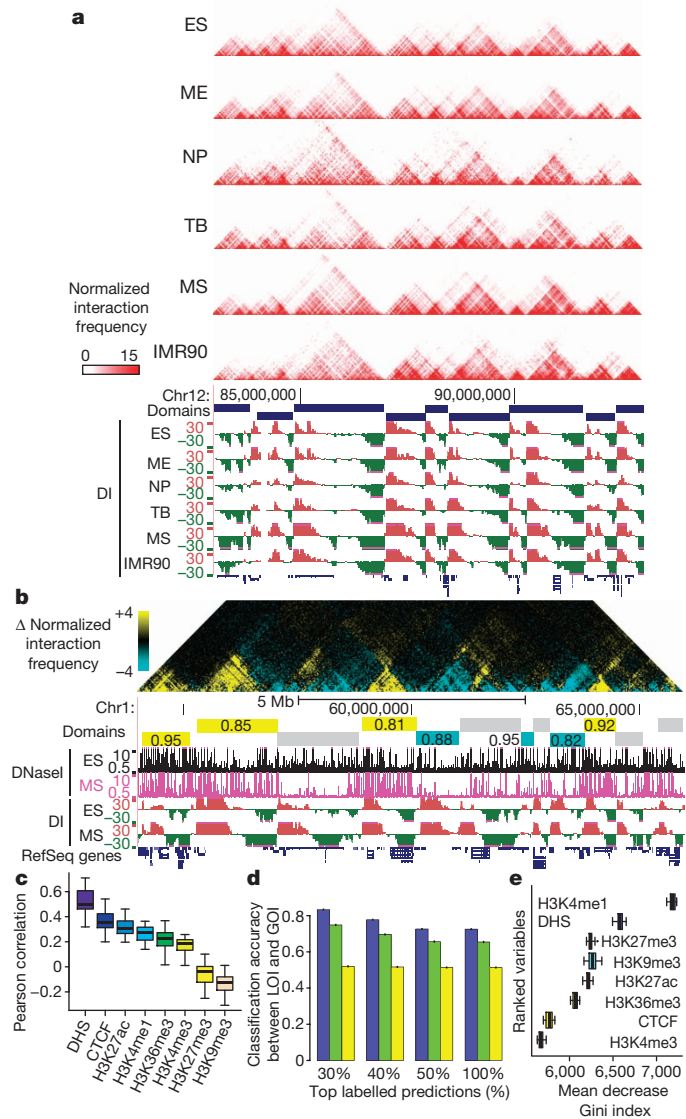 a
ES
ME
NP
TB
MS
IMR90
Normalized
interaction
frequency
0 15
Chr12: 85,000,000 90,000,000
Domains
DI
ES 30 −30
ME 30 −30
NP 30 −30
TB 30 −30
MS 30 −30
IMR90 30 −30
b
Δ Normalized
interaction
frequency
+4
−4
5 Mb
Chr1: 60,000,000 65,000,000
Domains
0.95 0.85 0.81 0.88 0.95 0.82 0.92
DNaseI
ES 10 0.5
MS 10 0.5
DI
ES 30 −30
MS 30 −30
RefSeq genes
c
Pearson correlation
0.6
0.4
0.2
0
−0.2
DHS
CTCF
H3K27ac
H3K4me1
H3K36me3
H3K4me3
H3K27me3
H3K9me3
d
Classification accuracy
between LOI and GOI
0.8
0.6
0.4
0.2
0
30% 40% 50% 100%
Top labelled predictions (%)
e
Ranked variables
H3K4me1
DHS
H3K27me3
H3K9me3
H3K27ac
H3K36me3
CTCF
H3K4me3
6,000 6,600 7,200
Mean decrease
Gini index